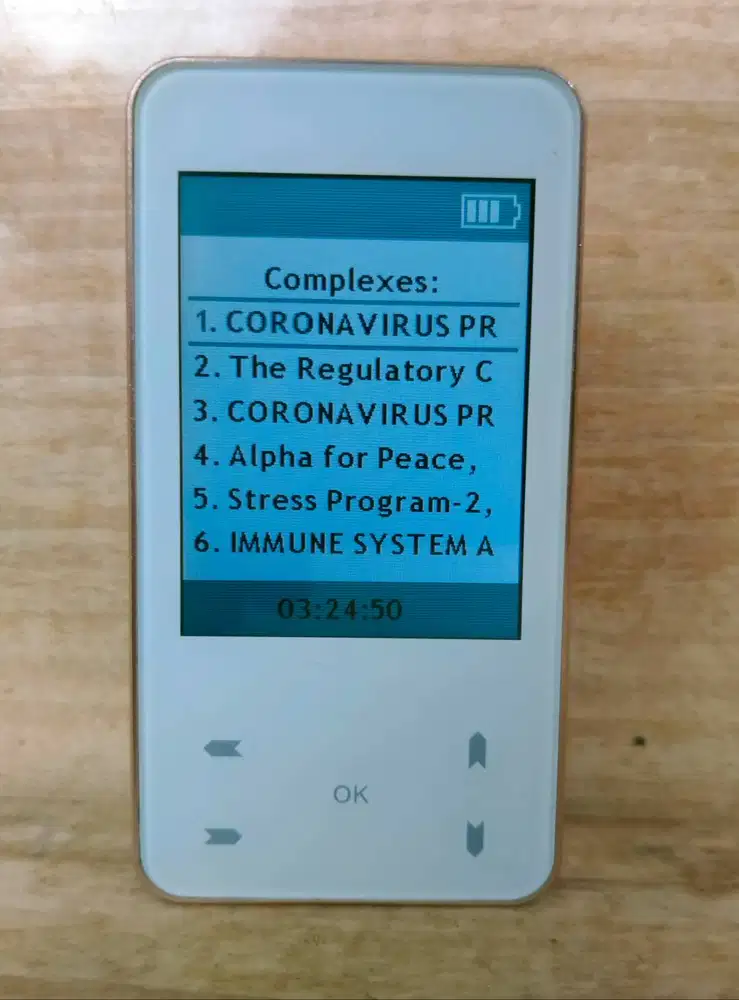 Complexes:
1. CORONAVIRUS PR
2. The Regulatory C
3. CORONAVIRUS PR
4. Alpha for Peace,
5. Stress Program-2,
6. IMMUNE SYSTEM A
03:24:50
OK